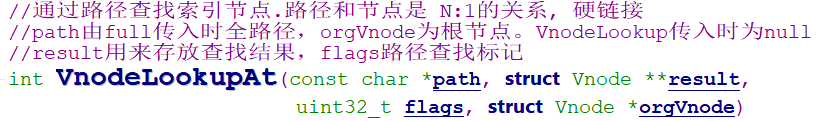 //通过路径查找索引节点.路径和节点是 N:1的关系, 硬链接
//path由full传入时全路径，orgVnode为根节点。VnodeLookup传入时为null
//result用来存放查找结果，flags路径查找标记
int VnodeLookupAt(const char *path, struct Vnode **result,
uint32_t flags, struct Vnode *orgVnode)